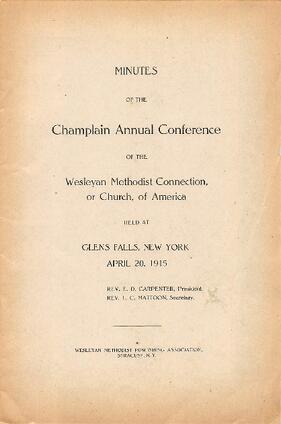 MINUTES
OF THE
Champlain Annual Conference
OF THE
Wesleyan Methodist Connection,
or Church, of America
HELD AT
GLENS FALLS, NEW YORK
APRIL 20, 1915
REV. E. D. CARPENTER, President.
REV. L. C. MATTOON, Secretary.
WESLEYAN METHODIST PUBLISHING ASSOCIATION,
SYRACUSE, N.Y.